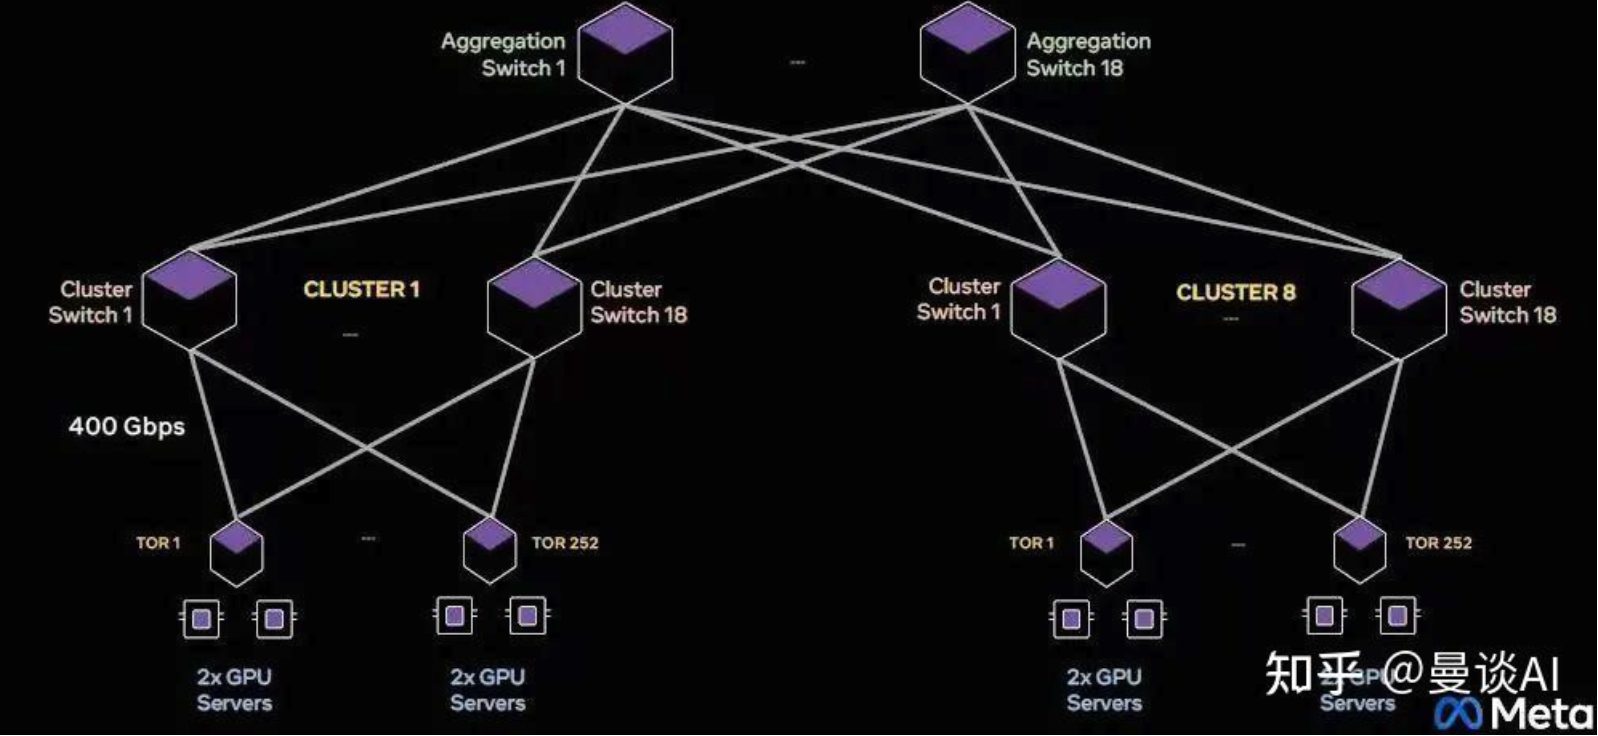 Aggregation
Switch 1
---
Aggregation
Switch 18
Cluster
Switch 1
CLUSTER 1
---
Cluster
Switch 18
Cluster
Switch 1
CLUSTER 8
---
Cluster
Switch 18
400 Gbps
TOR 1
---
TOR 252
TOR 1
---
TOR 252
2x GPU
Servers
2x GPU
Servers
2x GPU
Servers
2x GPU
Servers
知乎 @曼谈AI
Meta